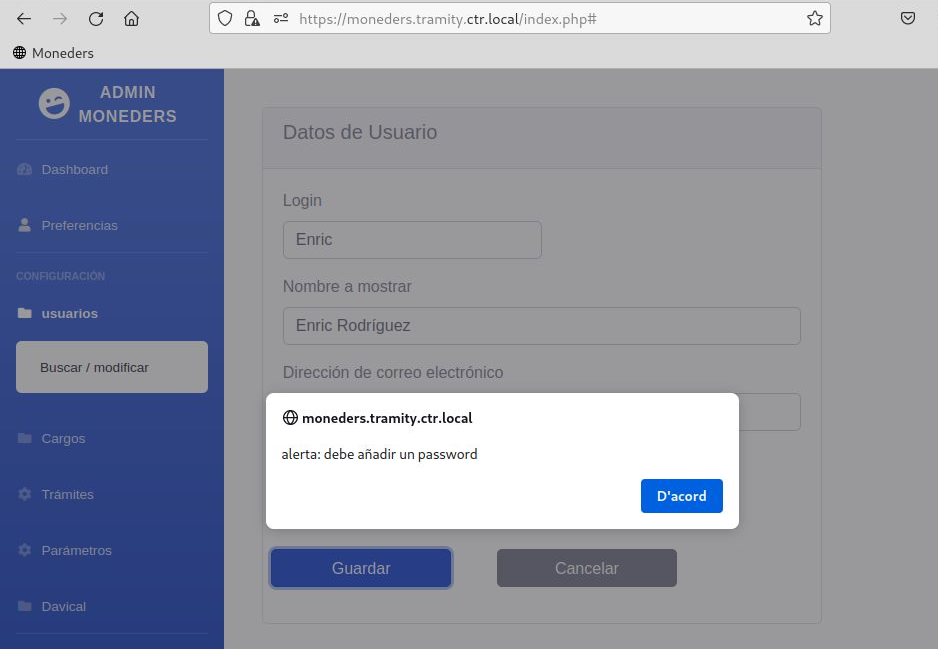 https://moneders.tramity.ctr.local/index.php#
Moneders
ADMIN
MONEDERS
Dashboard
Preferencias
CONFIGURACIÓN
usuarios
Buscar / modificar
Cargos
Trámites
Parámetros
Davical
Datos de Usuario
Login
Enric
Nombre a mostrar
Enric Rodríguez
Dirección de correo electrónico
moneders.tramity.ctr.local
alerta: debe añadir un password
D'acord
Guardar
Cancelar